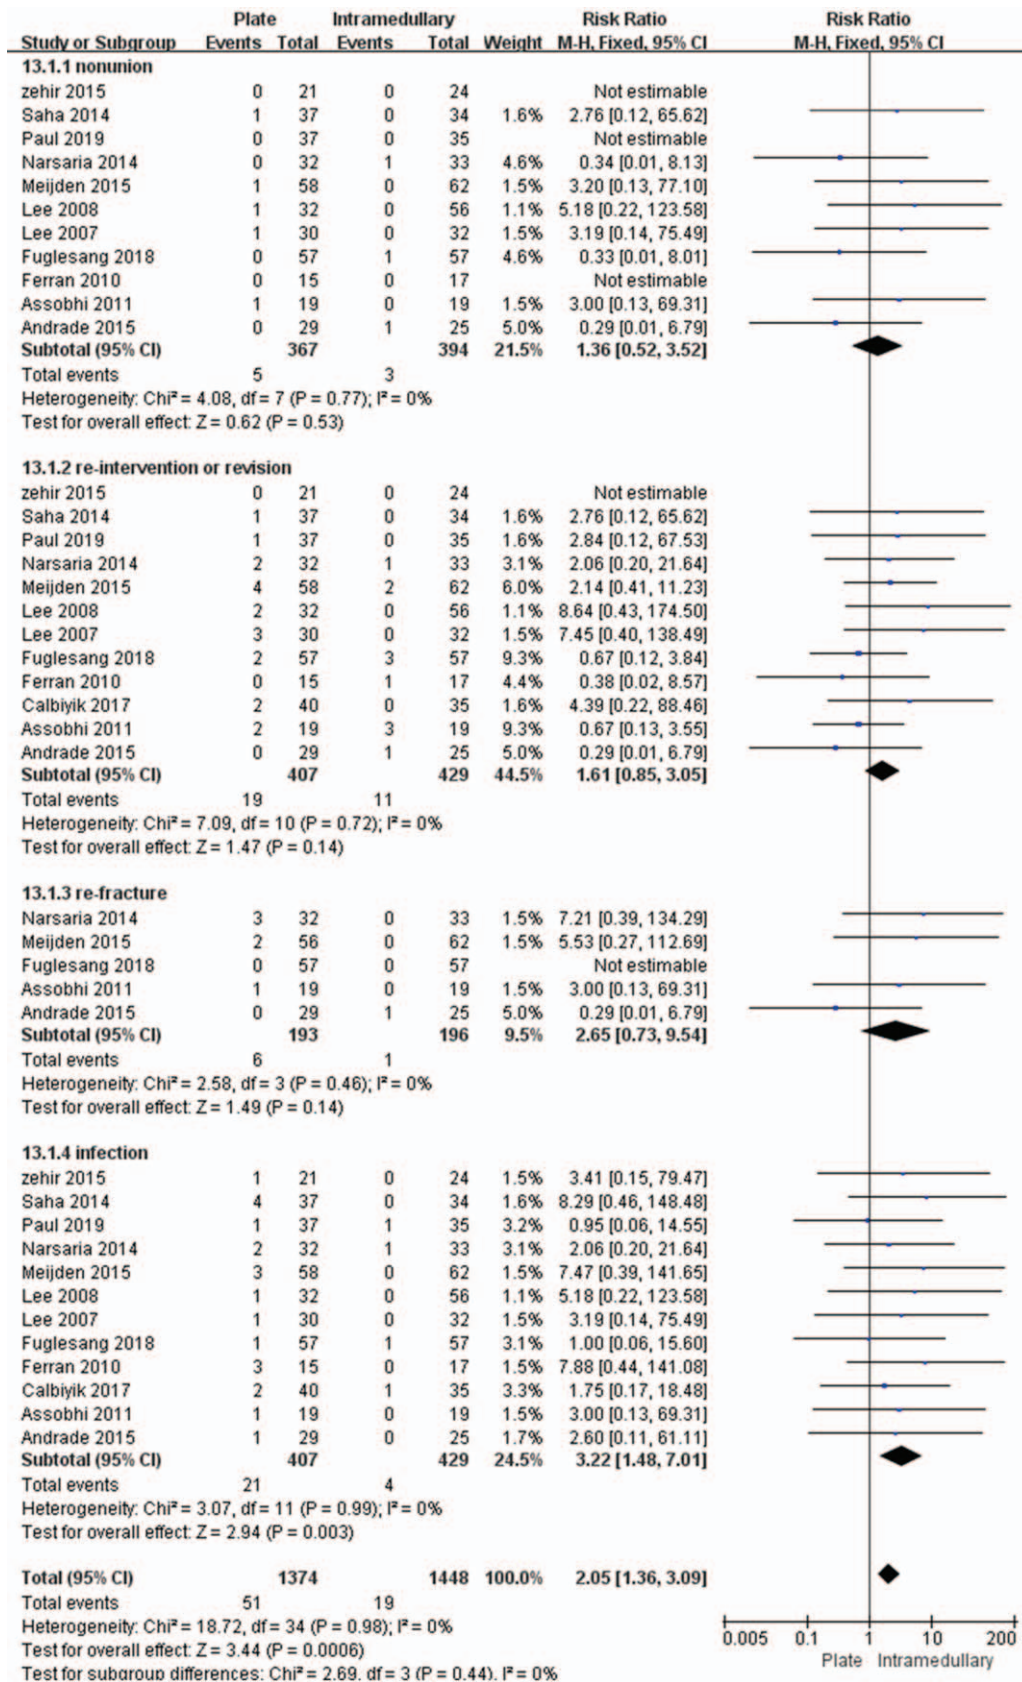 Plate Intramedullary Risk Ratio Risk Ratio
Study or Subgroup Events Total Events Total Weight M-H, Fixed, 95% CI M-H, Fixed, 95% CI
13.1.1 nonunion
zehir 2015 0 21 0 24 Not estimable
Saha 2014 1 37 0 34 1.6% 2.76 [0.12, 65.62]
Paul 2019 0 37 0 35 Not estimable
Narsaria 2014 0 32 1 33 4.6% 0.34 [0.01, 8.13]
Meijden 2015 1 58 0 62 1.5% 3.20 [0.13, 77.10]
Lee 2008 1 32 0 56 1.1% 5.18 [0.22, 123.58]
Lee 2007 1 30 0 32 1.5% 3.19 [0.14, 75.49]
Fuglesang 2018 0 57 1 57 4.6% 0.33 [0.01, 8.01]
Ferran 2010 0 15 0 17 Not estimable
Assobhi 2011 1 19 0 19 1.5% 3.00 [0.13, 69.31]
Andrade 2015 0 29 1 25 5.0% 0.29 [0.01, 6.79]
Subtotal (95% CI) 367 394 21.5% 1.36 [0.52, 3.52]
Total events 5 3
Heterogeneity: Chi² = 4.08, df = 7 (P = 0.77); I² = 0%
Test for overall effect: Z = 0.62 (P = 0.53)
13.1.2 re-intervention or revision
zehir 2015 0 21 0 24 Not estimable
Saha 2014 1 37 0 34 1.6% 2.76 [0.12, 65.62]
Paul 2019 1 37 0 35 1.6% 2.84 [0.12, 67.53]
Narsaria 2014 2 32 1 33 3.1% 2.06 [0.20, 21.64]
Meijden 2015 4 58 2 62 6.0% 2.14 [0.41, 11.23]
Lee 2008 2 32 0 56 1.1% 8.64 [0.43, 174.50]
Lee 2007 3 30 0 32 1.5% 7.45 [0.40, 138.49]
Fuglesang 2018 2 57 3 57 9.3% 0.67 [0.12, 3.84]
Ferran 2010 0 15 1 17 4.4% 0.38 [0.02, 8.57]
Calbiyik 2017 2 40 0 35 1.6% 4.39 [0.22, 88.46]
Assobhi 2011 2 19 3 19 9.3% 0.67 [0.13, 3.55]
Andrade 2015 0 29 1 25 5.0% 0.29 [0.01, 6.79]
Subtotal (95% CI) 407 429 44.5% 1.61 [0.85, 3.05]
Total events 19 11
Heterogeneity: Chi² = 7.09, df = 10 (P = 0.72); I² = 0%
Test for overall effect: Z = 1.47 (P = 0.14)
13.1.3 re-fracture
Narsaria 2014 3 32 0 33 1.5% 7.21 [0.39, 134.29]
Meijden 2015 2 56 0 62 1.5% 5.53 [0.27, 112.69]
Fuglesang 2018 0 57 0 57 Not estimable
Assobhi 2011 1 19 0 19 1.5% 3.00 [0.13, 69.31]
Andrade 2015 0 29 1 25 5.0% 0.29 [0.01, 6.79]
Subtotal (95% CI) 193 196 9.5% 2.65 [0.73, 9.54]
Total events 6 1
Heterogeneity: Chi² = 2.58, df = 3 (P = 0.46); I² = 0%
Test for overall effect: Z = 1.49 (P = 0.14)
13.1.4 infection
zehir 2015 1 21 0 24 1.5% 3.41 [0.15, 79.47]
Saha 2014 4 37 0 34 1.6% 8.29 [0.46, 148.48]
Paul 2019 1 37 1 35 3.2% 0.95 [0.06, 14.55]
Narsaria 2014 2 32 1 33 3.1% 2.06 [0.20, 21.64]
Meijden 2015 3 58 0 62 1.5% 7.47 [0.39, 141.65]
Lee 2008 1 32 0 56 1.1% 5.18 [0.22, 123.58]
Lee 2007 1 30 0 32 1.5% 3.19 [0.14, 75.49]
Fuglesang 2018 1 57 1 57 3.1% 1.00 [0.06, 15.60]
Ferran 2010 3 15 0 17 1.5% 7.88 [0.44, 141.08]
Calbiyik 2017 2 40 1 35 3.3% 1.75 [0.17, 18.48]
Assobhi 2011 1 19 0 19 1.5% 3.00 [0.13, 69.31]
Andrade 2015 1 29 0 25 1.7% 2.60 [0.11, 61.11]
Subtotal (95% CI) 407 429 24.5% 3.22 [1.48, 7.01]
Total events 21 4
Heterogeneity: Chi² = 3.07, df = 11 (P = 0.99); I² = 0%
Test for overall effect: Z = 2.94 (P = 0.003)
Total (95% CI) 1374 1448 100.0% 2.05 [1.36, 3.09]
Total events 51 19
Heterogeneity: Chi² = 18.72, df = 34 (P = 0.98); I² = 0%
Test for overall effect: Z = 3.44 (P = 0.0006)
Test for subgroup differences: Chi² = 2.69, df = 3 (P = 0.44), I² = 0%
0.005 0.1 1 10 200
Plate Intramedullary